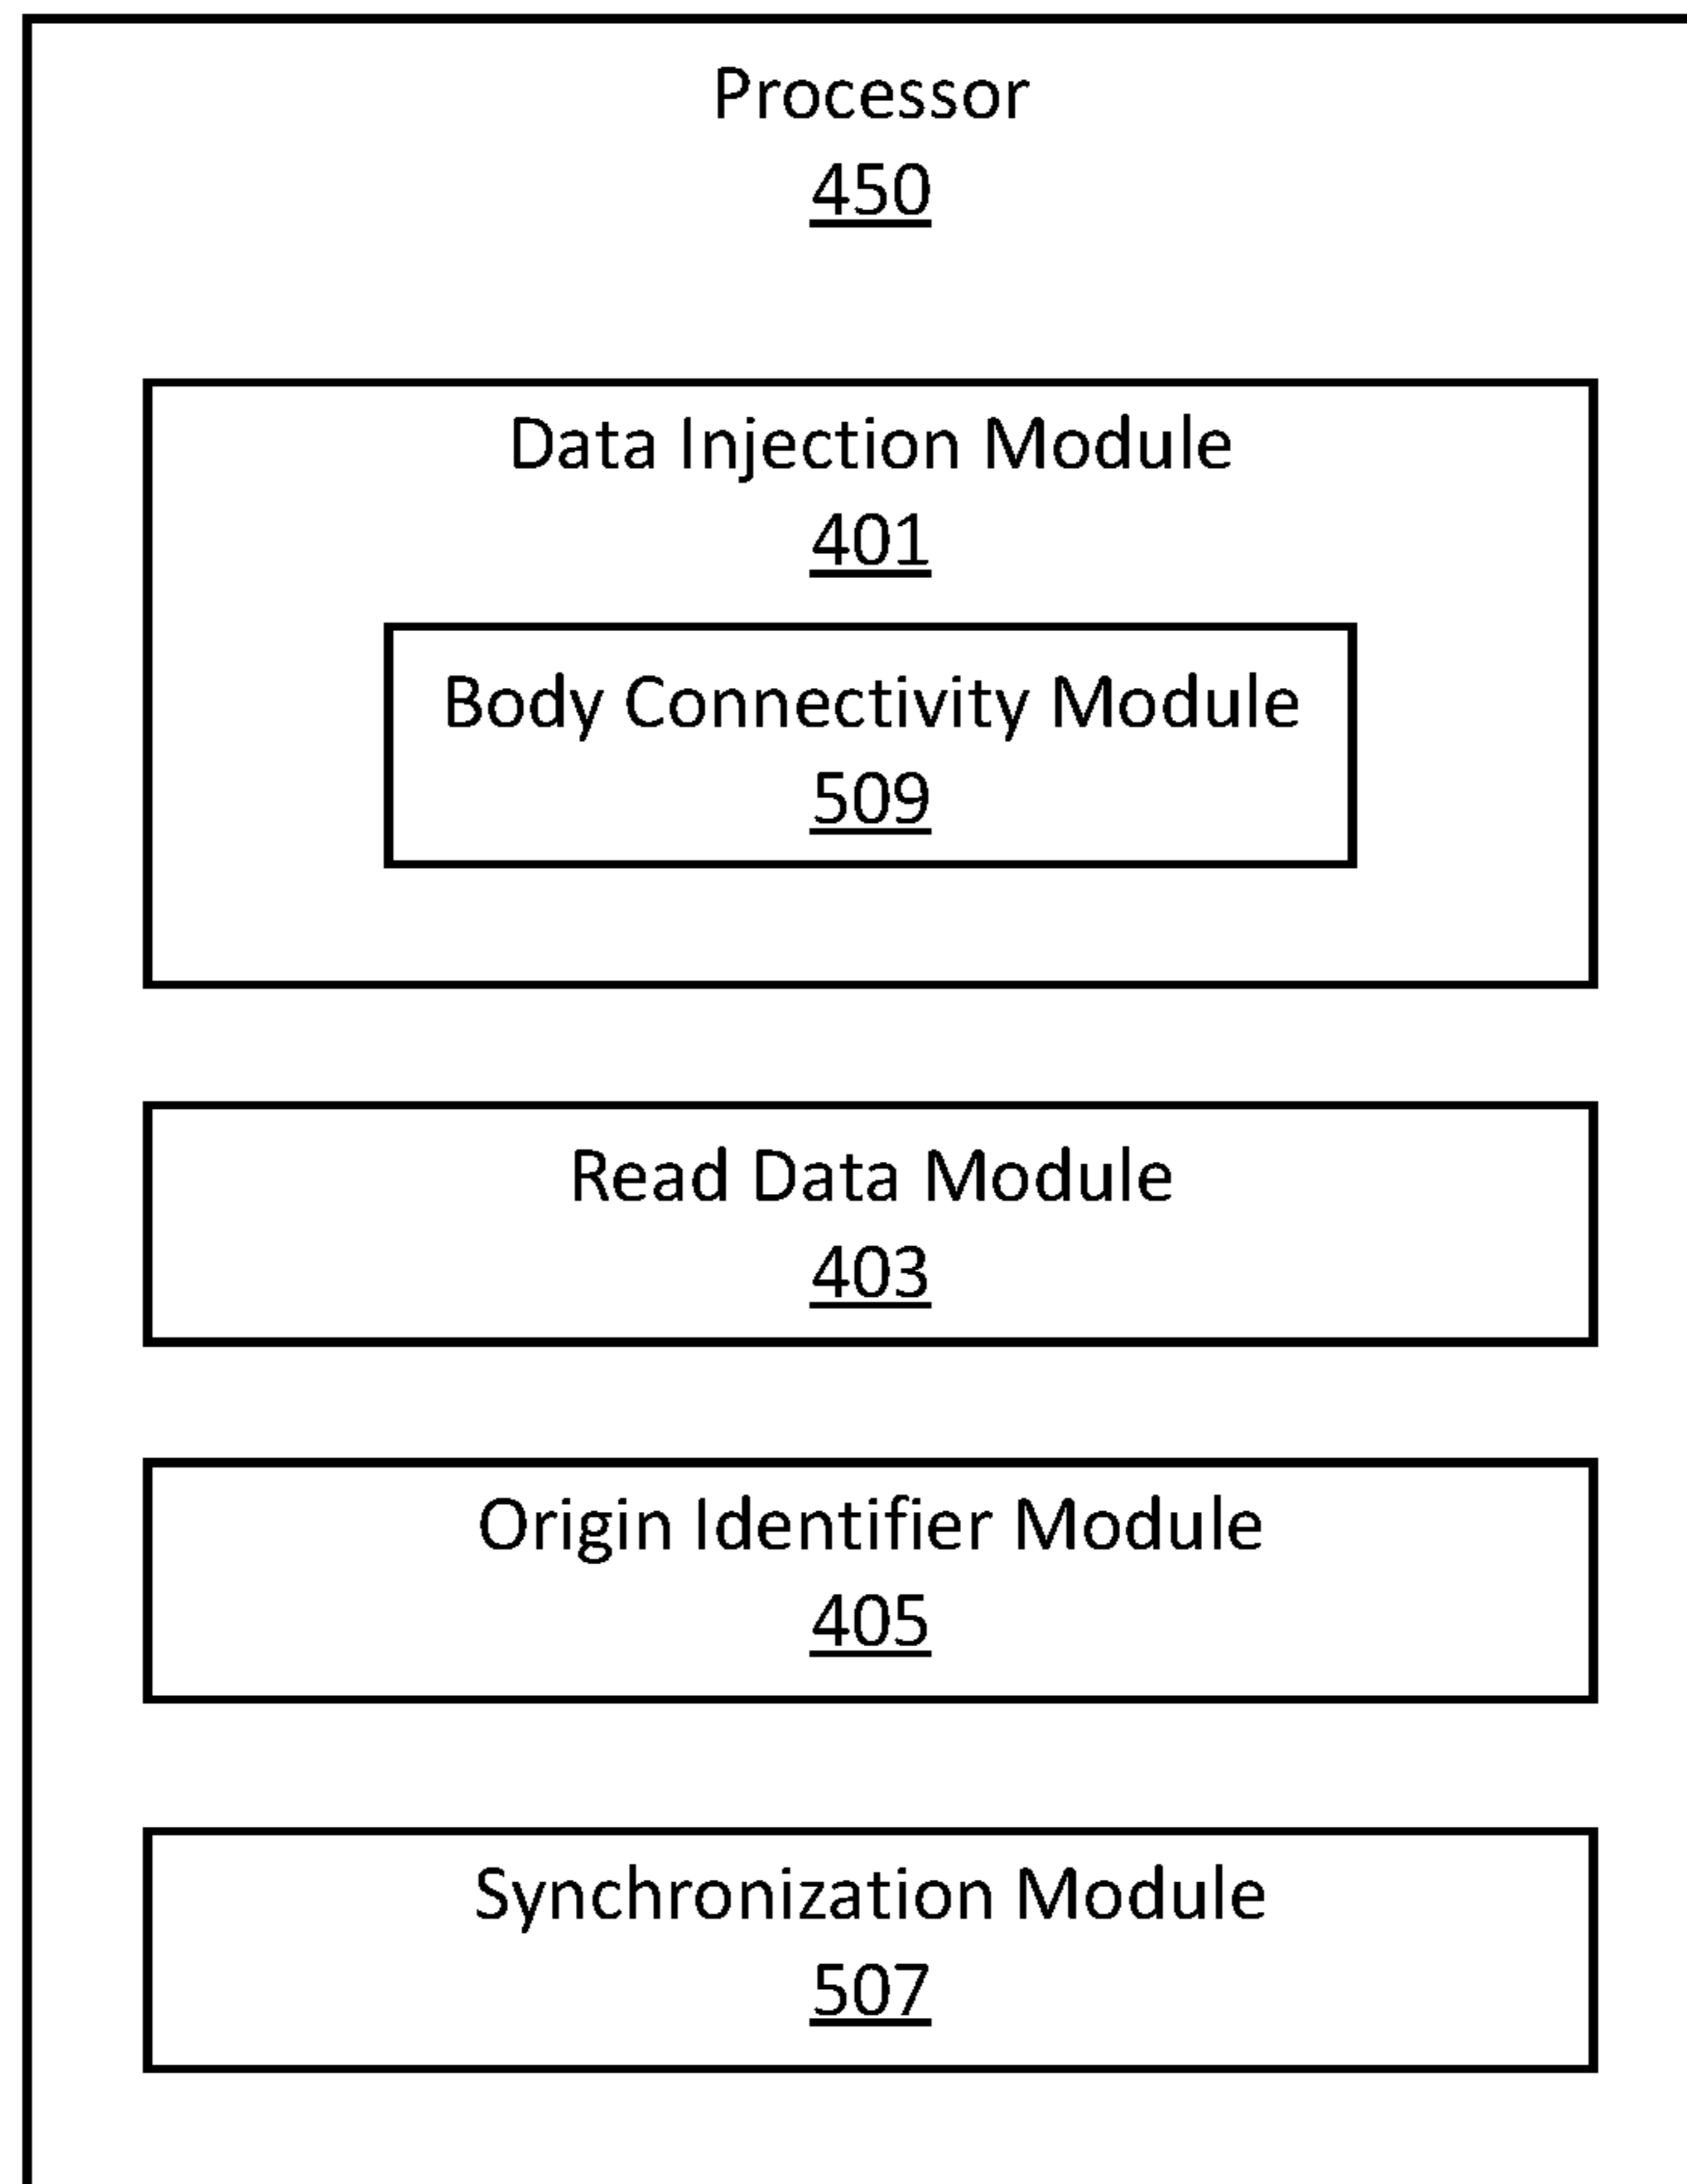 Processor
450
Data Injection Module
401
Body Connectivity Module
509
Read Data Module
403
Origin Identifier Module
405
Synchronization Module
507